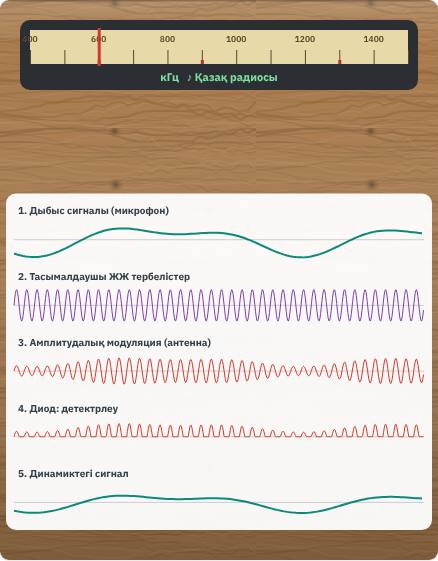 400 600 800 1000 1200 1400
кГц ♪ Қазақ радиосы
1. Дыбыс сигналы (микрофон)
2. Тасымалдаушы ЖЖ тербелістер
3. Амплитудалық модуляция (антенна)
4. Диод: детектрлеу
5. Динамиктегі сигнал